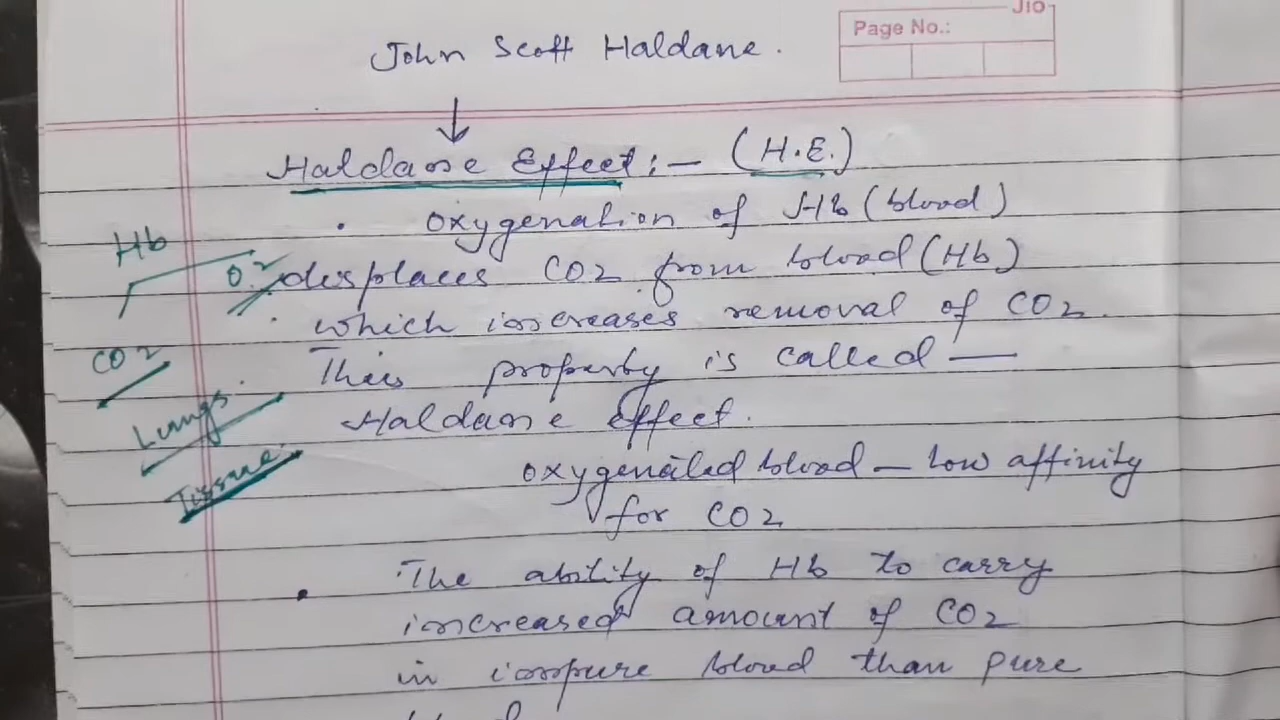 JIO
Page No.:
John Scott Haldane.
Haldane Effect :- (H.E.)
. Oxygenation of Hb (blood)
displaces CO2 from blood (Hb)
. which increases removal of CO2.
This property is called —
Haldane effect.
oxygenated blood - low affinity
for CO2
. The ability of Hb to carry
increased amount of CO2
in impure blood than pure
Hb
O2
CO2
Lungs.
Tissue.